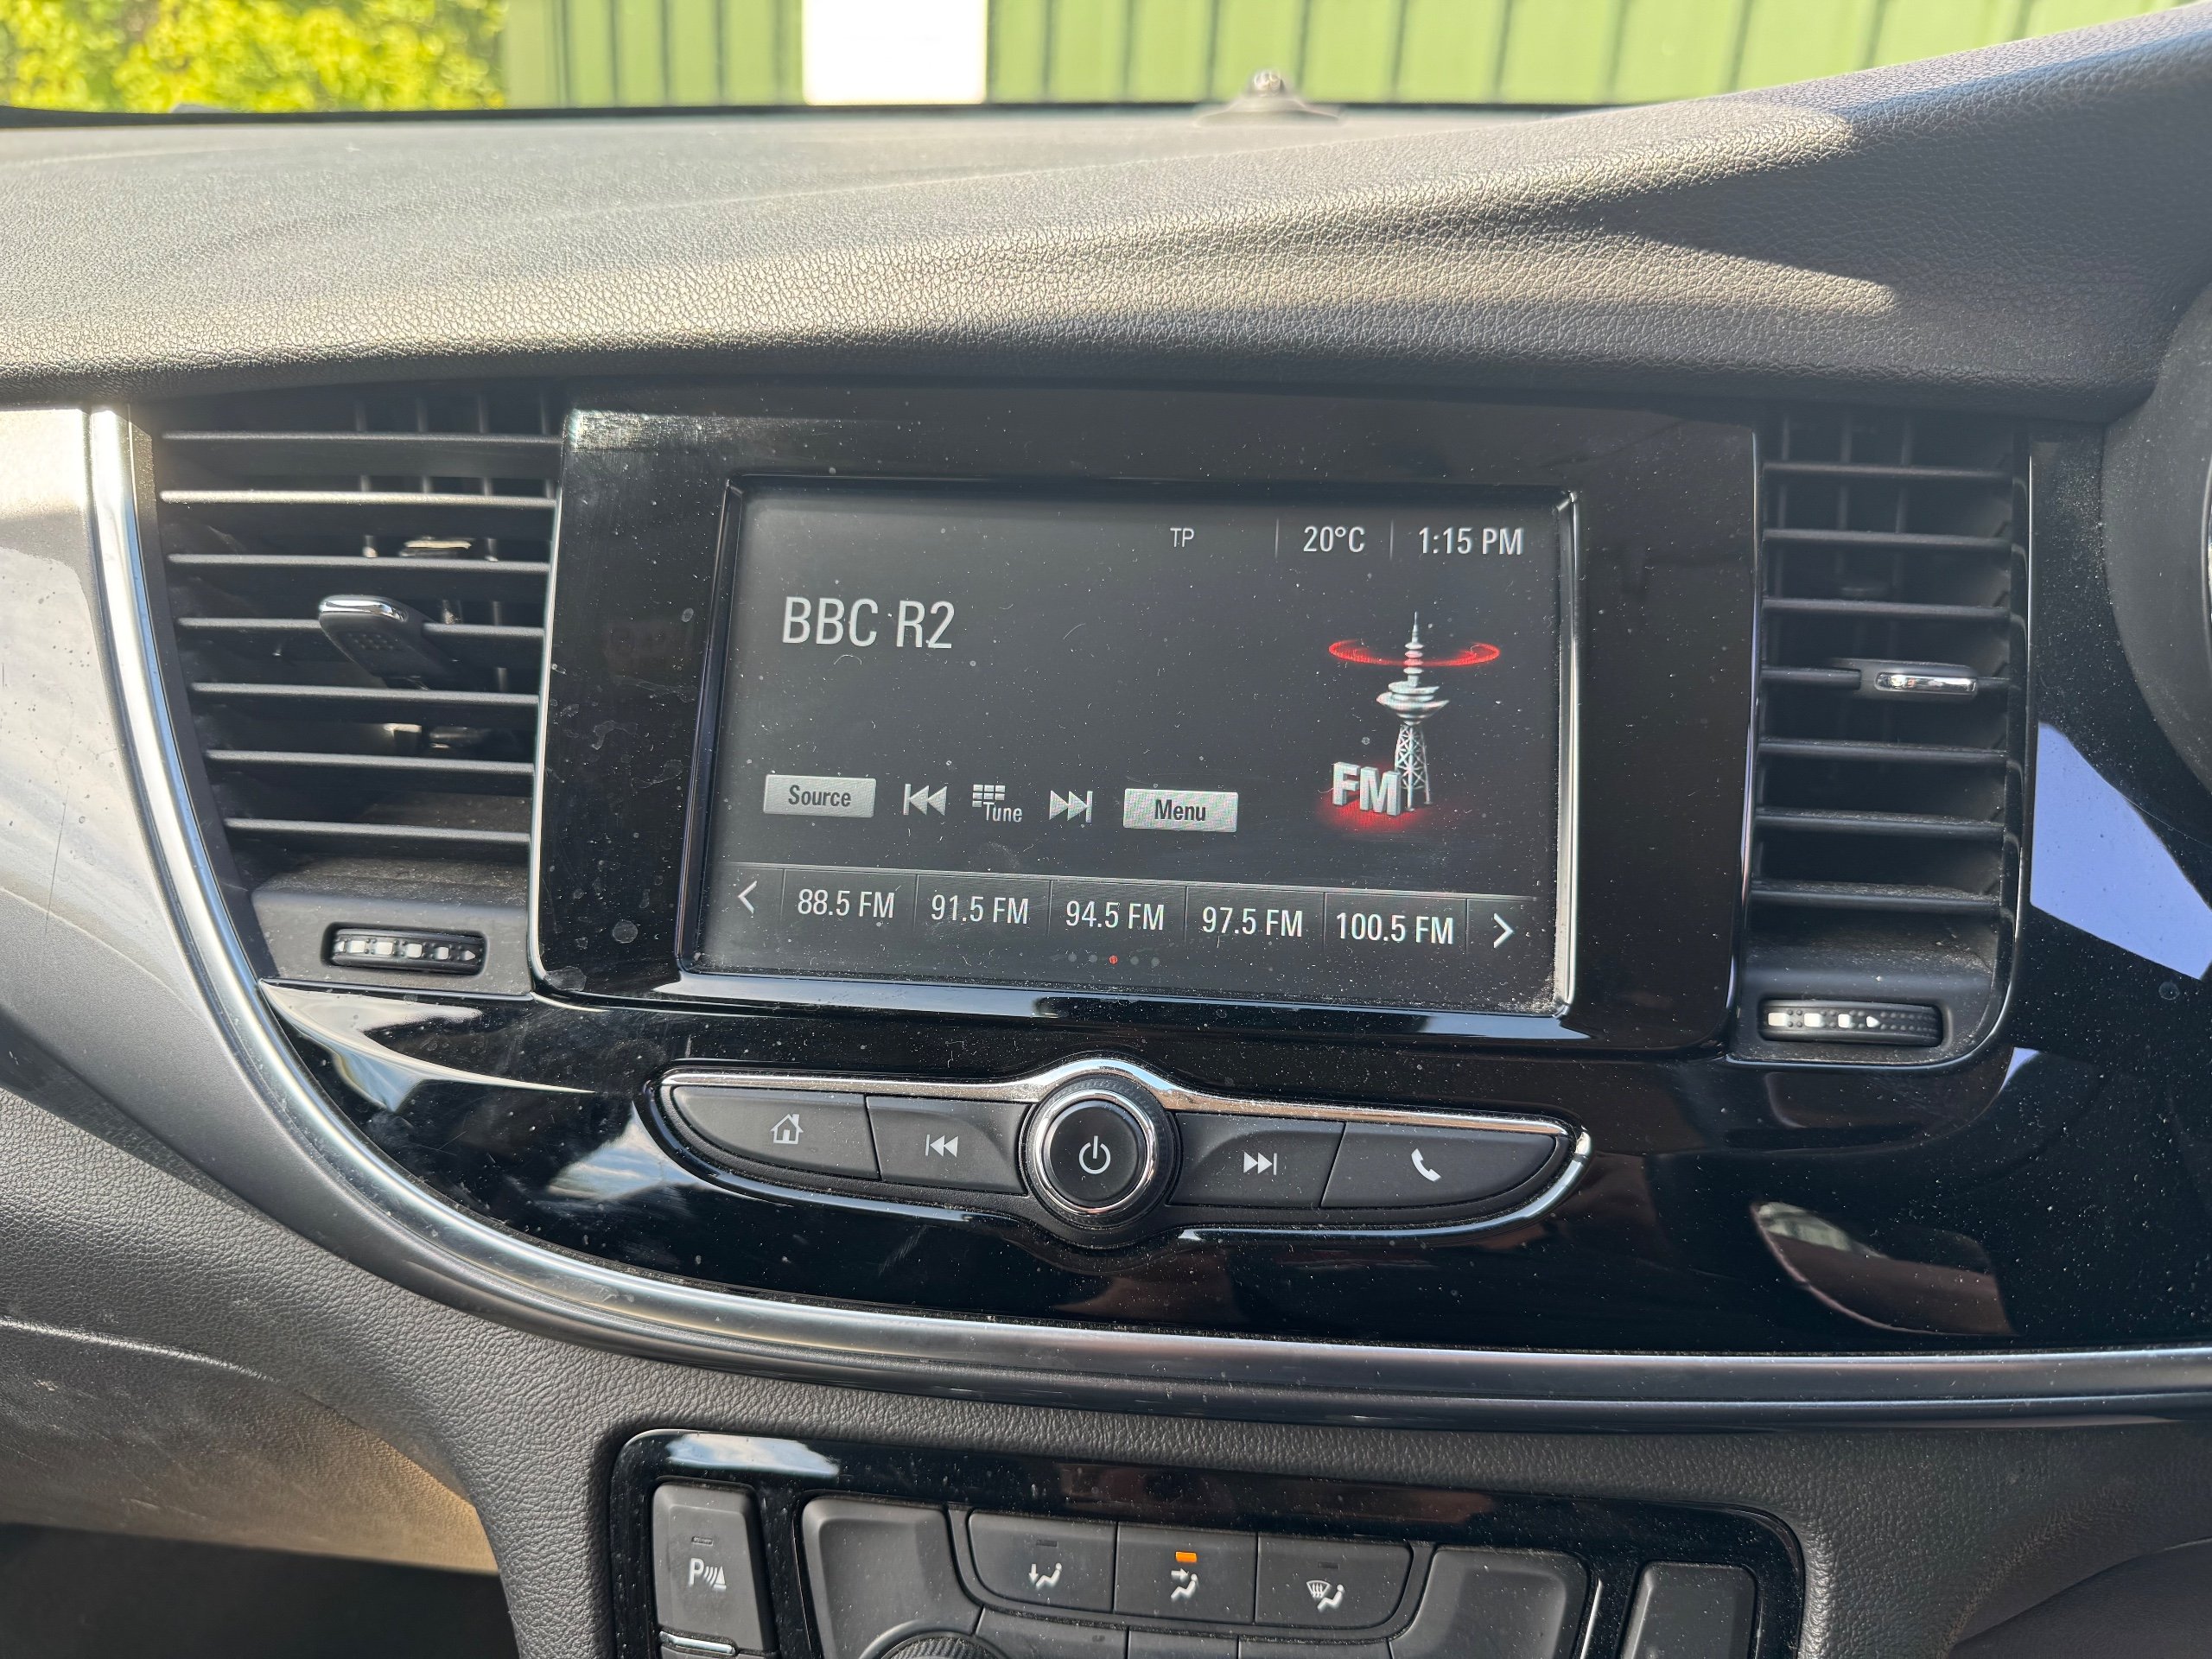 TP 20°C 1:15 PM
BBC R2
Source Tune Menu
FM
88.5 FM 91.5 FM 94.5 FM 97.5 FM 100.5 FM
P